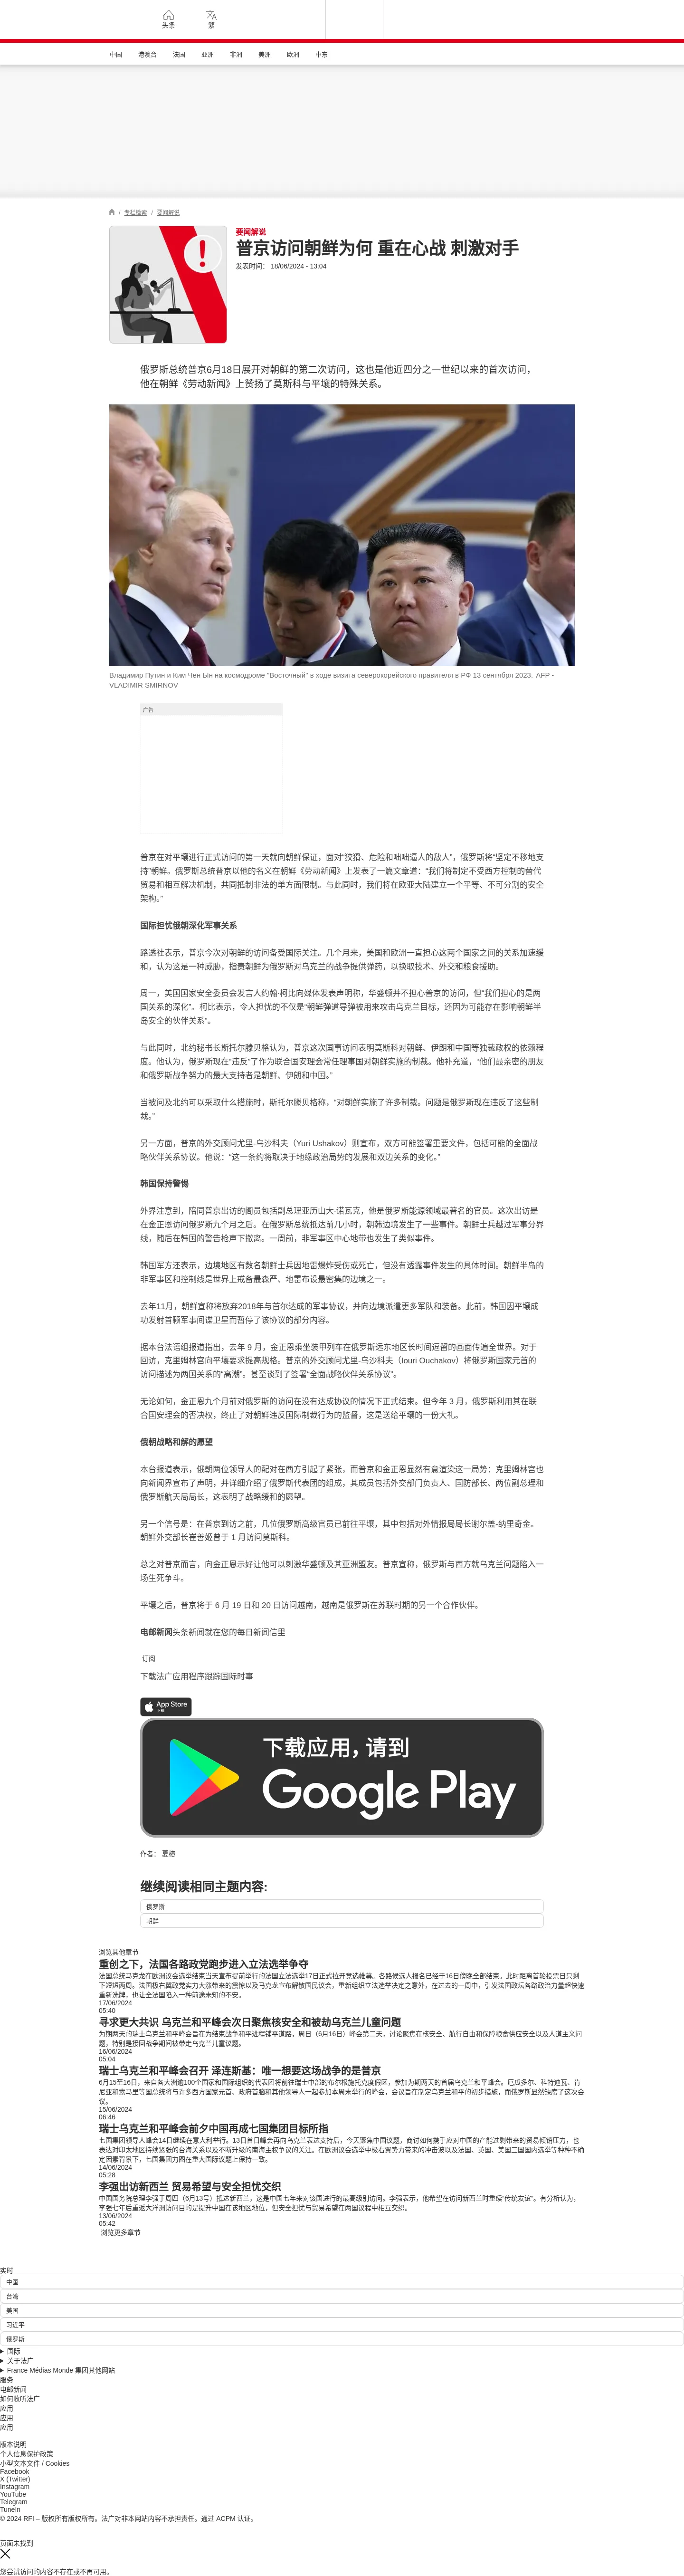 头条
繁
中国 港澳台 法国 亚洲 非洲 美洲 欧洲 中东
/ 专栏检索 / 要闻解说
要闻解说
普京访问朝鲜为何 重在心战 刺激对手
发表时间： 18/06/2024 - 13:04
俄罗斯总统普京6月18日展开对朝鲜的第二次访问，这也是他近四分之一世纪以来的首次访问，
他在朝鲜《劳动新闻》上赞扬了莫斯科与平壤的特殊关系。
Владимир Путин и Ким Чен Ын на космодроме "Восточный" в ходе визита северокорейского правителя в РФ 13 сентября 2023. AFP -
VLADIMIR SMIRNOV
广告
普京在对平壤进行正式访问的第一天就向朝鲜保证，面对“狡猾、危险和咄咄逼人的敌人”，俄罗斯将“坚定不移地支
持”朝鲜。俄罗斯总统普京以他的名义在朝鲜《劳动新闻》上发表了一篇文章道：“我们将制定不受西方控制的替代
贸易和相互解决机制，共同抵制非法的单方面限制。与此同时，我们将在欧亚大陆建立一个平等、不可分割的安全
架构。”
国际担忧俄朝深化军事关系
路透社表示，普京今次对朝鲜的访问备受国际关注。几个月来，美国和欧洲一直担心这两个国家之间的关系加速缓
和，认为这是一种威胁，指责朝鲜为俄罗斯对乌克兰的战争提供弹药，以换取技术、外交和粮食援助。
周一，美国国家安全委员会发言人约翰·柯比向媒体发表声明称，华盛顿并不担心普京的访问，但“我们担心的是两
国关系的深化”。柯比表示，令人担忧的不仅是“朝鲜弹道导弹被用来攻击乌克兰目标，还因为可能存在影响朝鲜半
岛安全的伙伴关系”。
与此同时，北约秘书长斯托尔滕贝格认为，普京这次国事访问表明莫斯科对朝鲜、伊朗和中国等独裁政权的依赖程
度。他认为，俄罗斯现在“违反”了作为联合国安理会常任理事国对朝鲜实施的制裁。他补充道，“他们最亲密的朋友
和俄罗斯战争努力的最大支持者是朝鲜、伊朗和中国。”
当被问及北约可以采取什么措施时，斯托尔滕贝格称，“对朝鲜实施了许多制裁。问题是俄罗斯现在违反了这些制
裁。”
另一方面，普京的外交顾问尤里-乌沙科夫（Yuri Ushakov）则宣布，双方可能签署重要文件，包括可能的全面战
略伙伴关系协议。他说：“这一条约将取决于地缘政治局势的发展和双边关系的变化。”
韩国保持警惕
外界注意到，陪同普京出访的阁员包括副总理亚历山大·诺瓦克，他是俄罗斯能源领域最著名的官员。这次出访是
在金正恩访问俄罗斯九个月之后。在俄罗斯总统抵达前几小时，朝韩边境发生了一些事件。朝鲜士兵越过军事分界
线，随后在韩国的警告枪声下撤离。一周前，非军事区中心地带也发生了类似事件。
韩国军方还表示，边境地区有数名朝鲜士兵因地雷爆炸受伤或死亡，但没有透露事件发生的具体时间。朝鲜半岛的
非军事区和控制线是世界上戒备最森严、地雷布设最密集的边境之一。
去年11月，朝鲜宣称将放弃2018年与首尔达成的军事协议，并向边境派遣更多军队和装备。此前，韩国因平壤成
功发射首颗军事间谍卫星而暂停了该协议的部分内容。
据本台法语组报道指出，去年 9 月，金正恩乘坐装甲列车在俄罗斯远东地区长时间逗留的画面传遍全世界。对于
回访，克里姆林宫向平壤要求提高规格。普京的外交顾问尤里-乌沙科夫（Iouri Ouchakov）将俄罗斯国家元首的
访问描述为两国关系的“高潮”。甚至谈到了签署“全面战略伙伴关系协议”。
无论如何，金正恩九个月前对俄罗斯的访问在没有达成协议的情况下正式结束。但今年 3 月，俄罗斯利用其在联
合国安理会的否决权，终止了对朝鲜违反国际制裁行为的监督，这是送给平壤的一份大礼。
俄朝战略和解的愿望
本台报道表示，俄朝两位领导人的配对在西方引起了紧张，而普京和金正恩显然有意渲染这一局势：克里姆林宫也
向新闻界宣布了声明，并详细介绍了俄罗斯代表团的组成，其成员包括外交部门负责人、国防部长、两位副总理和
俄罗斯航天局局长，这表明了战略缓和的愿望。
另一个信号是：在普京到访之前，几位俄罗斯高级官员已前往平壤，其中包括对外情报局局长谢尔盖-纳里奇金。
朝鲜外交部长崔善姬曾于 1 月访问莫斯科。
总之对普京而言，向金正恩示好让他可以刺激华盛顿及其亚洲盟友。普京宣称，俄罗斯与西方就乌克兰问题陷入一
场生死争斗。
平壤之后，普京将于 6 月 19 日和 20 日访问越南，越南是俄罗斯在苏联时期的另一个合作伙伴。
电邮新闻头条新闻就在您的每日新闻信里
订阅
下载法广应用程序跟踪国际时事
App Store
下载
下载应用，请到
Google Play
作者： 夏榕
继续阅读相同主题内容:
俄罗斯
朝鲜
浏览其他章节
重创之下，法国各路政党跑步进入立法选举争夺
法国总统马克龙在欧洲议会选举结束当天宣布提前举行的法国立法选举17日正式拉开竞选帷幕。各路候选人报名已经于16日傍晚全部结束。此时距离首轮投票日只剩
下短短两周。法国极右翼政党实力大涨带来的震惊以及马克龙宣布解散国民议会，重新组织立法选举决定之意外，在过去的一周中，引发法国政坛各路政治力量超快速
重新洗牌，也让全法国陷入一种前途未知的不安。
17/06/2024
05:40
寻求更大共识 乌克兰和平峰会次日聚焦核安全和被劫乌克兰儿童问题
为期两天的瑞士乌克兰和平峰会旨在为结束战争和平进程铺平道路，周日（6月16日）峰会第二天，讨论聚焦在核安全、航行自由和保障粮食供应安全以及人道主义问
题，特别是接回战争期间被带走乌克兰儿童议题。
16/06/2024
05:04
瑞士乌克兰和平峰会召开 泽连斯基：唯一想要这场战争的是普京
6月15至16日，来自各大洲逾100个国家和国际组织的代表团将前往瑞士中部的布尔根施托克度假区，参加为期两天的首届乌克兰和平峰会。厄瓜多尔、科特迪瓦、肯
尼亚和索马里等国总统将与许多西方国家元首、政府首脑和其他领导人一起参加本周末举行的峰会，会议旨在制定乌克兰和平的初步措施，而俄罗斯显然缺席了这次会
议。
15/06/2024
06:46
瑞士乌克兰和平峰会前夕中国再成七国集团目标所指
七国集团领导人峰会14日继续在意大利举行。13日首日峰会再向乌克兰表达支持后，今天聚焦中国议题，商讨如何携手应对中国的产能过剩带来的贸易倾销压力，也
表达对印太地区持续紧张的台海关系以及不断升级的南海主权争议的关注。在欧洲议会选举中极右翼势力带来的冲击波以及法国、英国、美国三国国内选举等种种不确
定因素背景下，七国集团力图在重大国际议题上保持一致。
14/06/2024
05:28
李强出访新西兰 贸易希望与安全担忧交织
中国国务院总理李强于周四（6月13号）抵达新西兰，这是中国七年来对该国进行的最高级别访问。李强表示，他希望在访问新西兰时重续“传统友谊”。有分析认为，
李强七年后重返大洋洲访问目的是提升中国在该地区地位，但安全担忧与贸易希望在两国议程中相互交织。
13/06/2024
05:42
浏览更多章节
实时
中国
台湾
美国
习近平
俄罗斯
国际
关于法广
France Médias Monde 集团其他网站
服务
电邮新闻
如何收听法广
应用
应用
应用
版本说明
个人信息保护政策
小型文本文件 / Cookies
Facebook
X (Twitter)
Instagram
YouTube
Telegram
TuneIn
© 2024 RFI – 版权所有版权所有。法广对非本网站内容不承担责任。通过 ACPM 认证。
页面未找到
您尝试访问的内容不存在或不再可用。